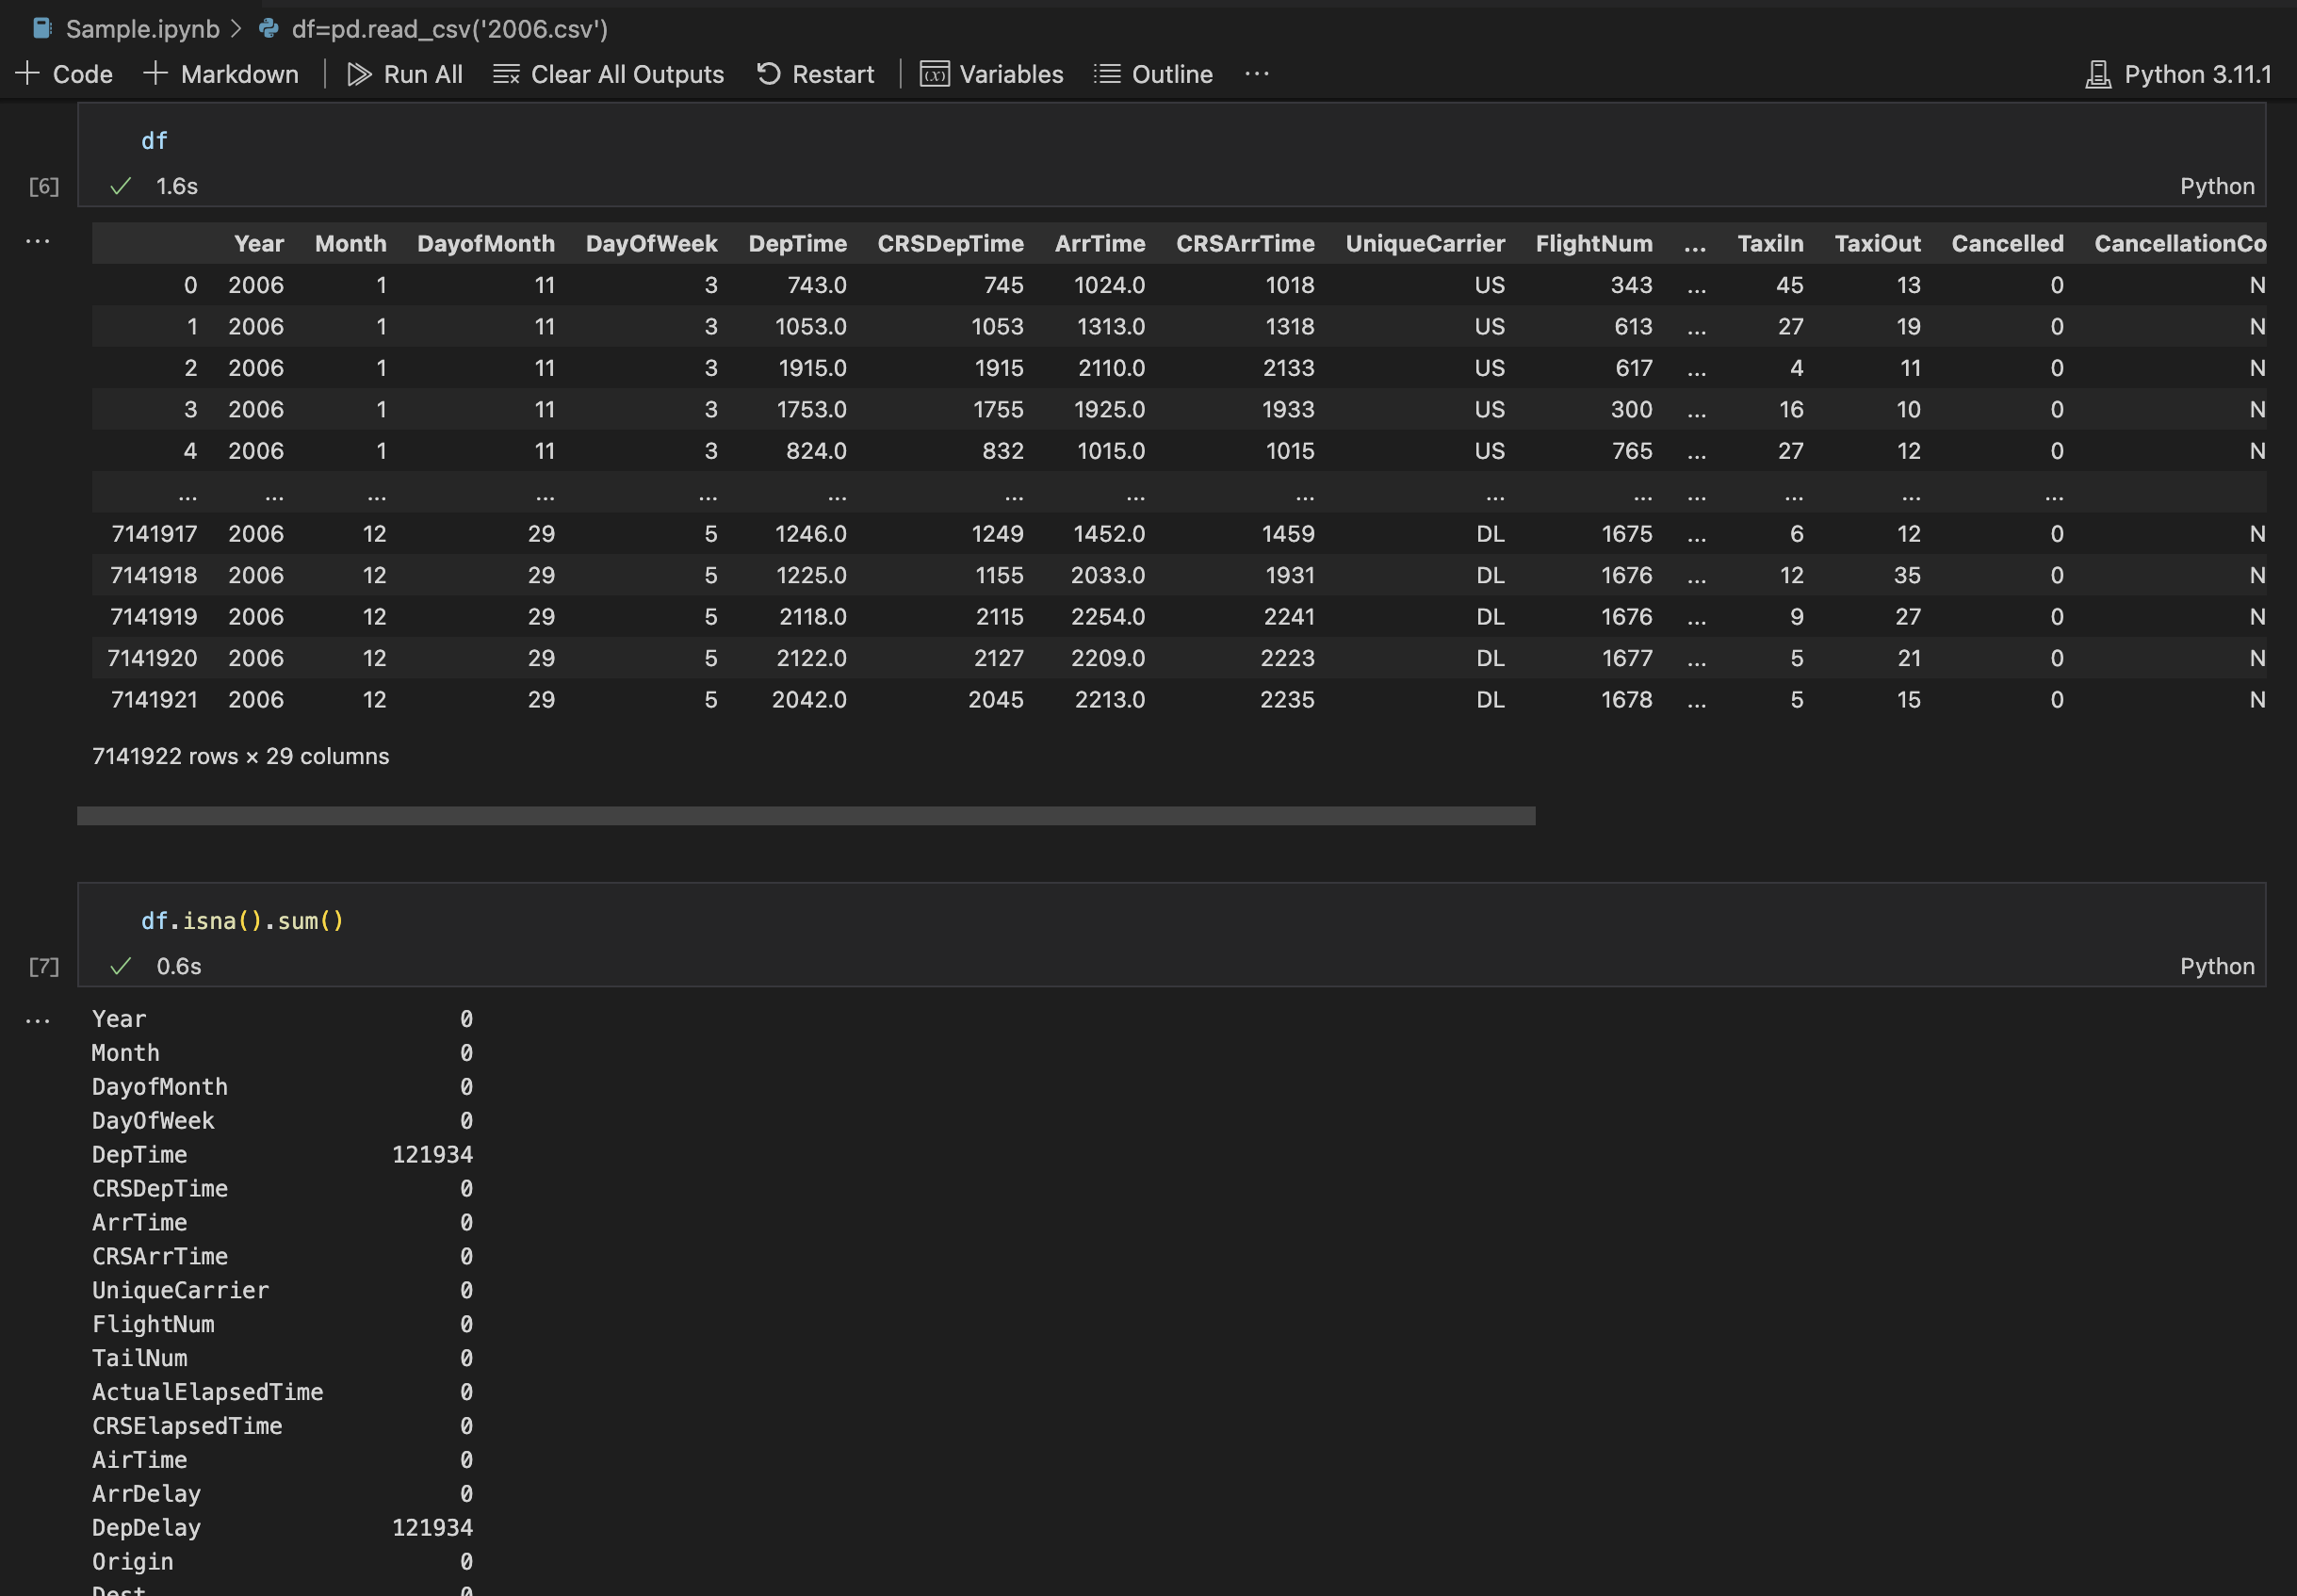 Sample.ipynb > df=pd.read_csv('2006.csv')
+ Code + Markdown | Run All Clear All Outputs Restart | Variables Outline ...
Python 3.11.1
df
[6] 1.6s Python
... Year Month DayofMonth DayOfWeek DepTime CRSDepTime ArrTime CRSArrTime UniqueCarrier FlightNum ... TaxiIn TaxiOut Cancelled CancellationCo
0 2006 1 11 3 743.0 745 1024.0 1018 US 343 ... 45 13 0 N
1 2006 1 11 3 1053.0 1053 1313.0 1318 US 613 ... 27 19 0 N
2 2006 1 11 3 1915.0 1915 2110.0 2133 US 617 ... 4 11 0 N
3 2006 1 11 3 1753.0 1755 1925.0 1933 US 300 ... 16 10 0 N
4 2006 1 11 3 824.0 832 1015.0 1015 US 765 ... 27 12 0 N
... ... ... ... ... ... ... ... ... ... ... ... ... ... ...
7141917 2006 12 29 5 1246.0 1249 1452.0 1459 DL 1675 ... 6 12 0 N
7141918 2006 12 29 5 1225.0 1155 2033.0 1931 DL 1676 ... 12 35 0 N
7141919 2006 12 29 5 2118.0 2115 2254.0 2241 DL 1676 ... 9 27 0 N
7141920 2006 12 29 5 2122.0 2127 2209.0 2223 DL 1677 ... 5 21 0 N
7141921 2006 12 29 5 2042.0 2045 2213.0 2235 DL 1678 ... 5 15 0 N
7141922 rows × 29 columns
df.isna().sum()
[7] 0.6s Python
... Year 0
Month 0
DayofMonth 0
DayOfWeek 0
DepTime 121934
CRSDepTime 0
ArrTime 0
CRSArrTime 0
UniqueCarrier 0
FlightNum 0
TailNum 0
ActualElapsedTime 0
CRSElapsedTime 0
AirTime 0
ArrDelay 0
DepDelay 121934
Origin 0
Dest 0